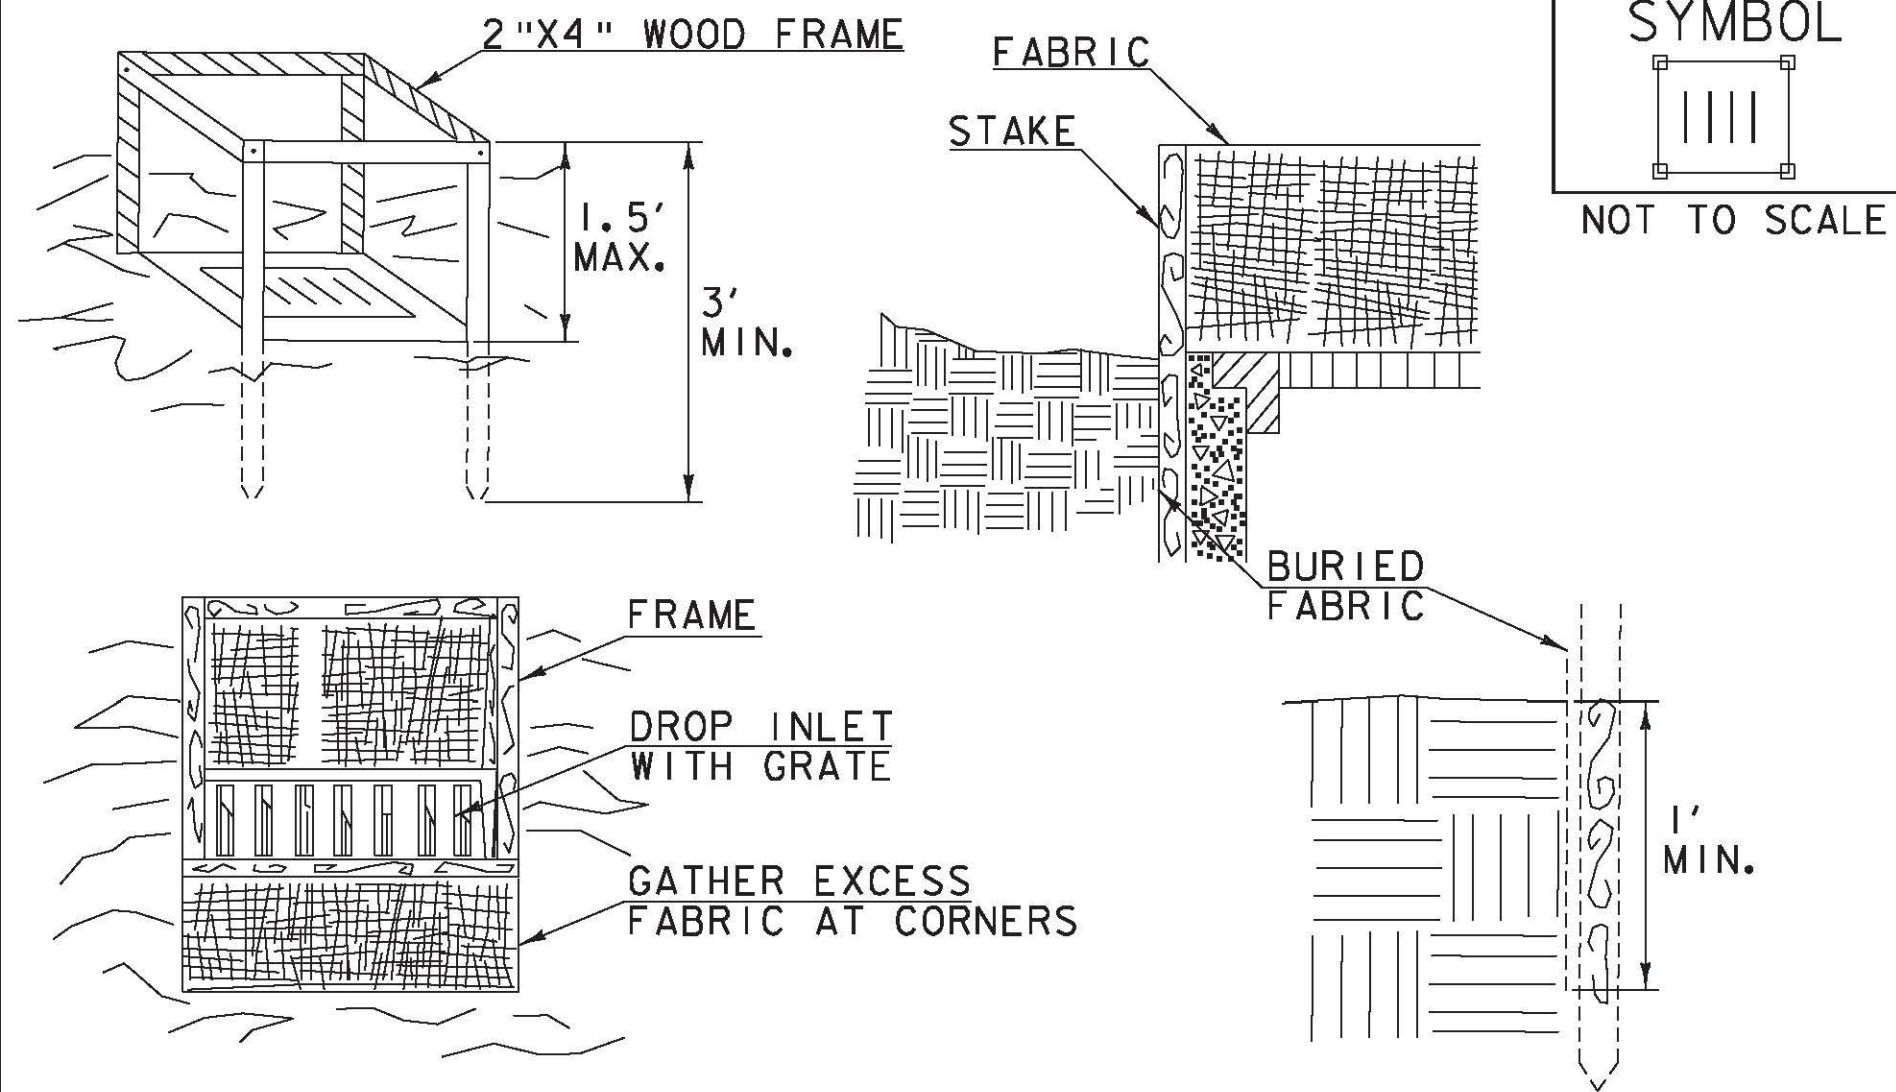 2"X4" WOOD FRAME
1.5'
MAX.
3'
MIN.
FABRIC
STAKE
SYMBOL
NOT TO SCALE
BURIED
FABRIC
FRAME
DROP INLET
WITH GRATE
GATHER EXCESS
FABRIC AT CORNERS
1'
MIN.